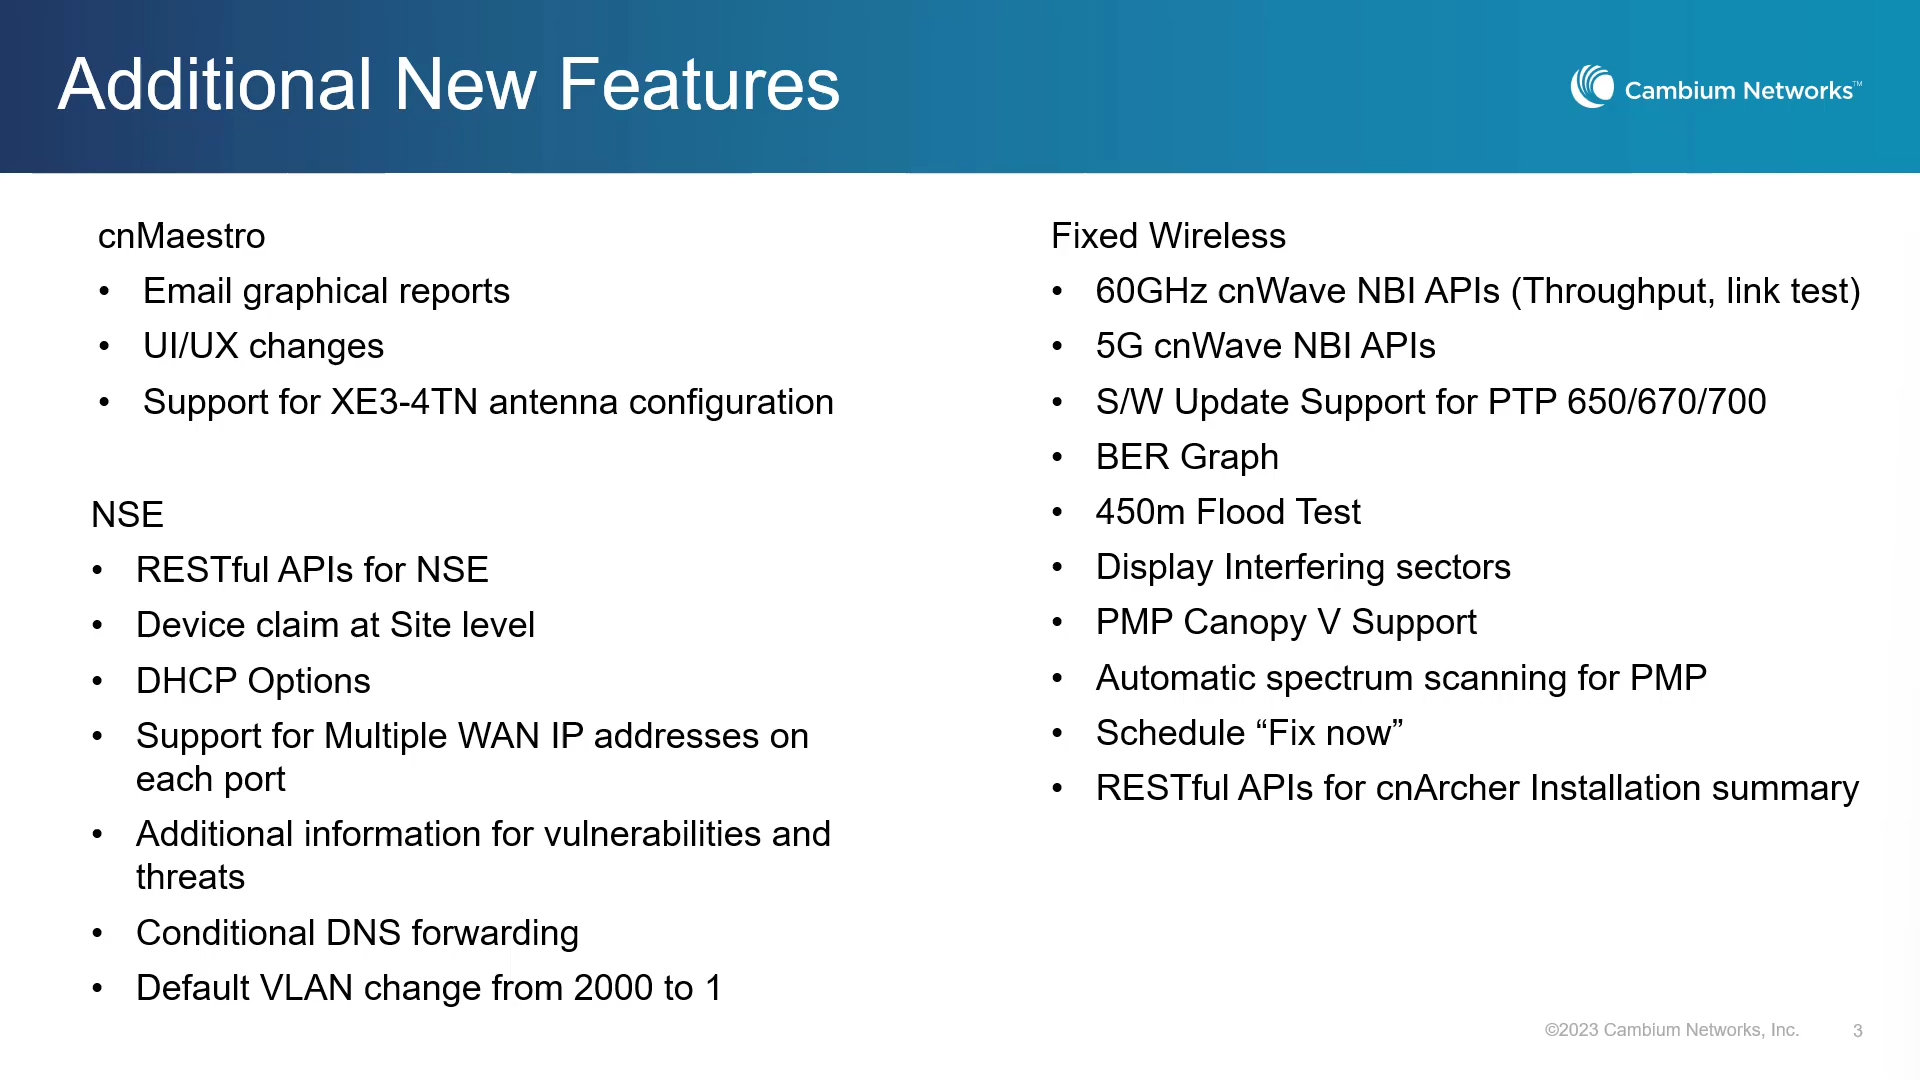 Additional New Features
Cambium Networks™
cnMaestro
• Email graphical reports
• UI/UX changes
• Support for XE3-4TN antenna configuration
NSE
• RESTful APIs for NSE
• Device claim at Site level
• DHCP Options
• Support for Multiple WAN IP addresses on
each port
• Additional information for vulnerabilities and
threats
• Conditional DNS forwarding
• Default VLAN change from 2000 to 1
Fixed Wireless
• 60GHz cnWave NBI APIs (Throughput, link test)
• 5G cnWave NBI APIs
• S/W Update Support for PTP 650/670/700
• BER Graph
• 450m Flood Test
• Display Interfering sectors
• PMP Canopy V Support
• Automatic spectrum scanning for PMP
• Schedule “Fix now”
• RESTful APIs for cnArcher Installation summary
©2023 Cambium Networks, Inc.
3